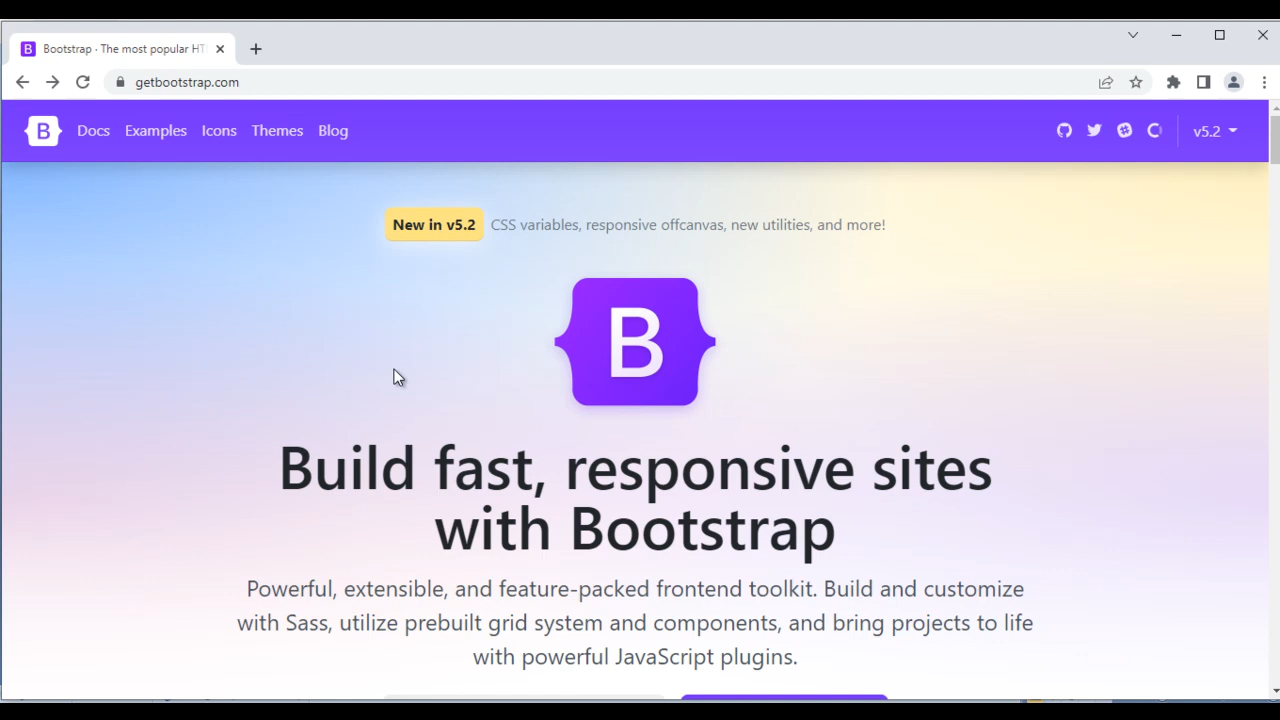 Bootstrap · The most popular HT
getbootstrap.com
B Docs Examples Icons Themes Blog v5.2
New in v5.2 CSS variables, responsive offcanvas, new utilities, and more!
B
Build fast, responsive sites
with Bootstrap
Powerful, extensible, and feature-packed frontend toolkit. Build and customize
with Sass, utilize prebuilt grid system and components, and bring projects to life
with powerful JavaScript plugins.